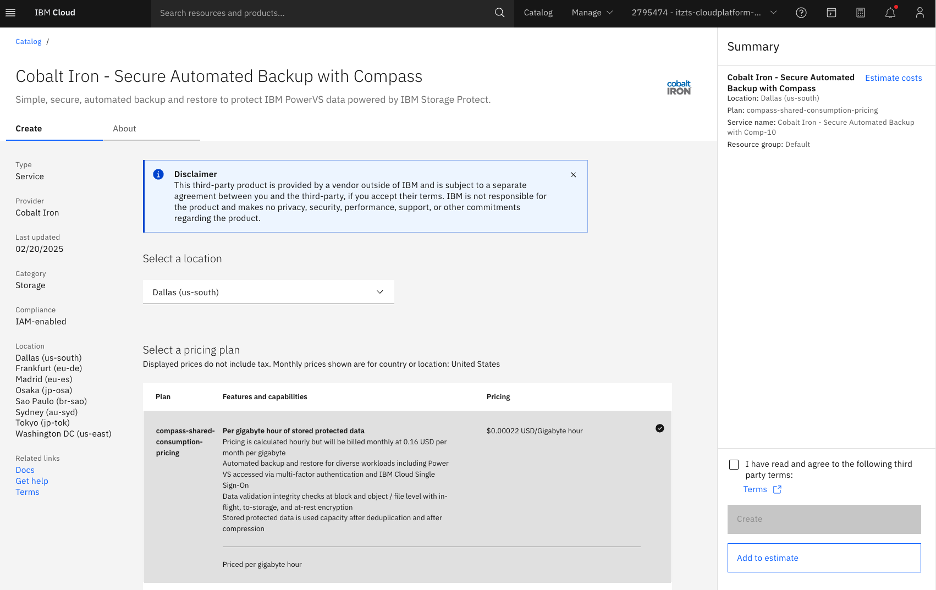 IBM Cloud
Search resources and products...
Catalog
Manage
2795474 - itzts-cloudplatform-...
Catalog /
Cobalt Iron - Secure Automated Backup with Compass
Simple, secure, automated backup and restore to protect IBM PowerVS data powered by IBM Storage Protect.
cobalt
IRON
Create
About
Type
Service
Provider
Cobalt Iron
Last updated
02/20/2025
Category
Storage
Compliance
IAM-enabled
Location
Dallas (us-south)
Frankfurt (eu-de)
Madrid (eu-es)
Osaka (jp-osa)
Sao Paulo (br-sao)
Sydney (au-syd)
Tokyo (jp-tok)
Washington DC (us-east)
Related links
Docs
Get help
Terms
Disclaimer
This third-party product is provided by a vendor outside of IBM and is subject to a separate
agreement between you and the third-party, if you accept their terms. IBM is not responsible for
the product and makes no privacy, security, performance, support, or other commitments
regarding the product.
Select a location
Dallas (us-south)
Select a pricing plan
Displayed prices do not include tax. Monthly prices shown are for country or location: United States
Plan
Features and capabilities
Pricing
compass-shared-
consumption-
pricing
Per gigabyte hour of stored protected data
Pricing is calculated hourly but will be billed monthly at 0.16 USD per
month per gigabyte
Automated backup and restore for diverse workloads including Power
VS accessed via multi-factor authentication and IBM Cloud Single
Sign-On
Data validation integrity checks at block and object / file level with in-
flight, to-storage, and at-rest encryption
Stored protected data is used capacity after deduplication and after
compression
Priced per gigabyte hour
$0.00022 USD/Gigabyte hour
Summary
Cobalt Iron - Secure Automated
Backup with Compass
Estimate costs
Location: Dallas (us-south)
Plan: compass-shared-consumption-pricing
Service name: Cobalt Iron - Secure Automated Backup
with Comp-10
Resource group: Default
I have read and agree to the following third
party terms:
Terms
Create
Add to estimate